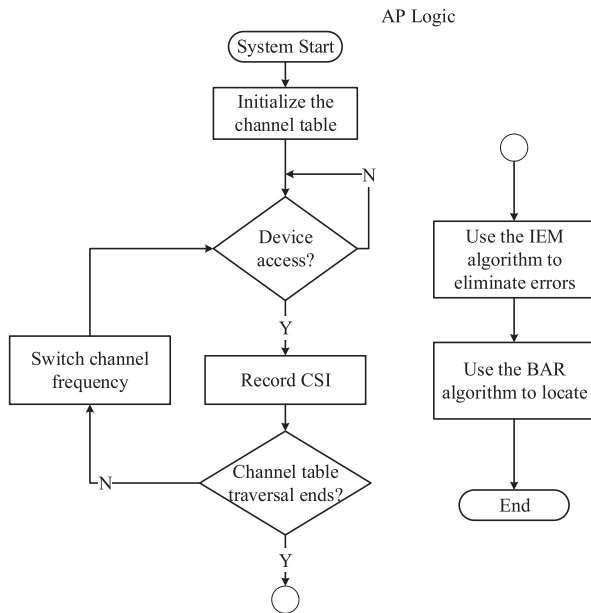 AP Logic
System Start
Initialize the
channel table
N
Device
access?
Y
Switch channel
frequency
Record CSI
N
Channel table
traversal ends?
Y
Use the IEM
algorithm to
eliminate errors
Use the BAR
algorithm to locate
End